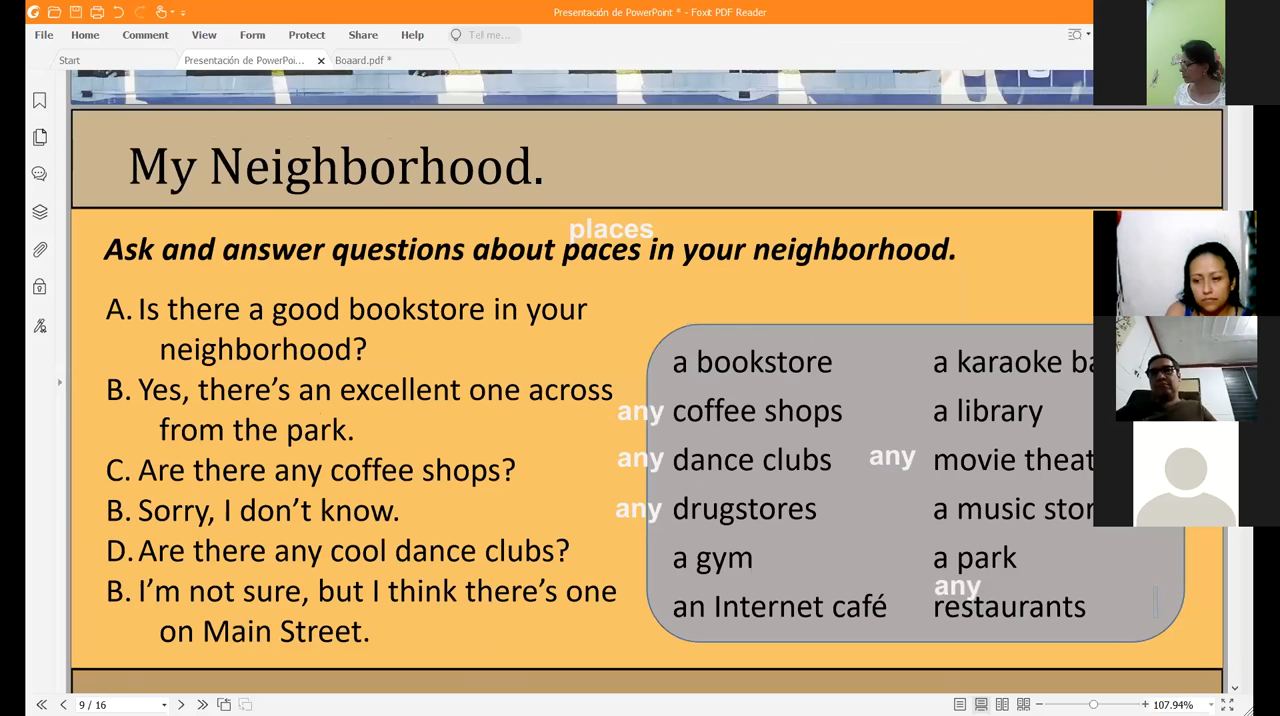 Presentación de PowerPoint * - Foxit PDF Reader
File Home Comment View Form Protect Share Help Tell me...
Start Presentación de PowerPoi... Boaard.pdf *
My Neighborhood.
places
Ask and answer questions about paces in your neighborhood.
A. Is there a good bookstore in your
neighborhood?
B. Yes, there's an excellent one across
from the park.
C. Are there any coffee shops?
B. Sorry, I don't know.
D. Are there any cool dance clubs?
B. I'm not sure, but I think there's one
on Main Street.
a bookstore
any coffee shops
any dance clubs
any drugstores
a gym
an Internet café
a karaoke
a library
any movie
a music
a park
any
restaurants
9 / 16
107.94%